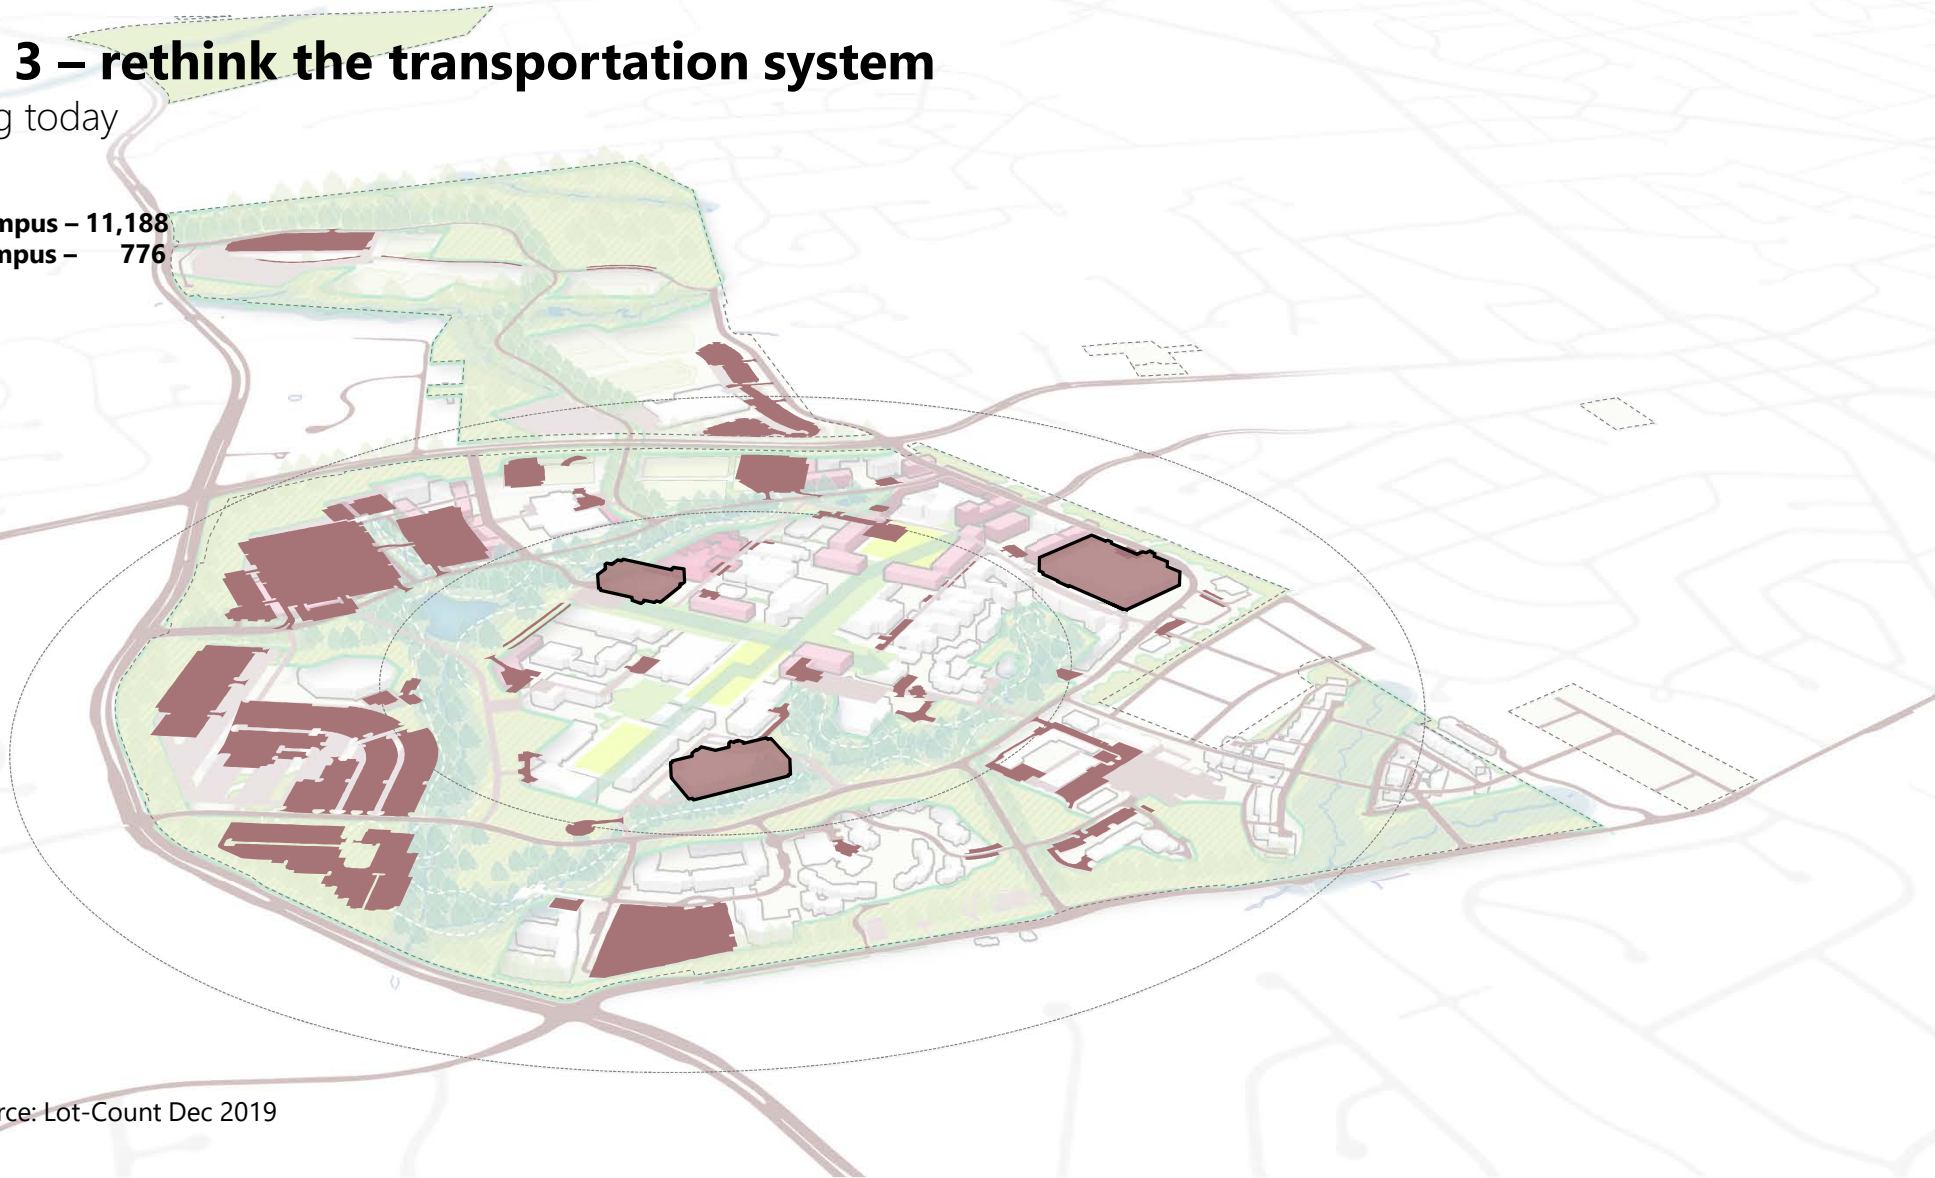 3 – rethink the transportation system
g today
mpus – 11,188
mpus – 776
rce: Lot-Count Dec 2019